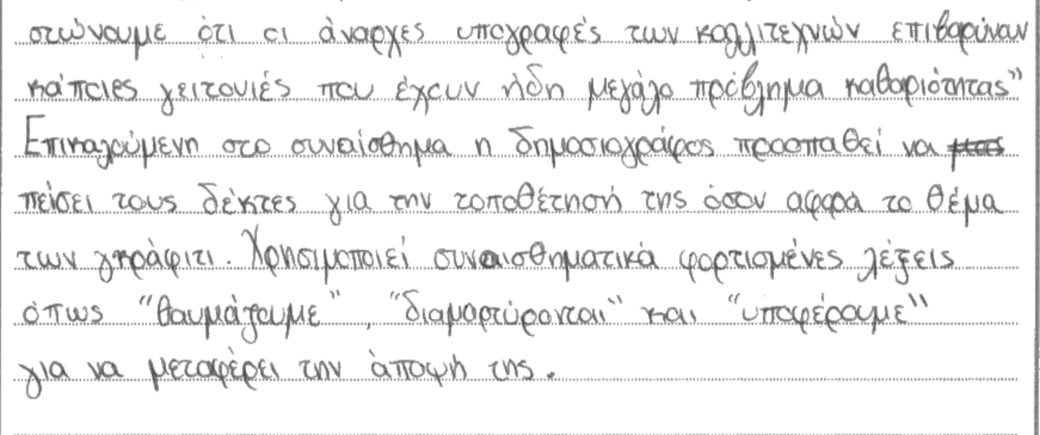 στώνουμε ότι οι άναρχες υπογραφές των καλλιτεχνών επιβαρύναν
κάποιες γειτονιές που έχουν ήδη μεγάλο πρόβλημα καθαριότητας"
Επικαλούμενη στο συναίσθημα η δημοσιογράφος προσπαθεί να
πείσει τους δέκτες για την τοποθέτησή της όσον αφορά το θέμα
των γκράφιτι. Χρησιμοποιεί συναισθηματικά φορτισμένες λέξεις
όπως "θαυμάζουμε", "διαμαρτύρονται" και "υποφέρουμε"
για να μεταφέρει την άποψή της.